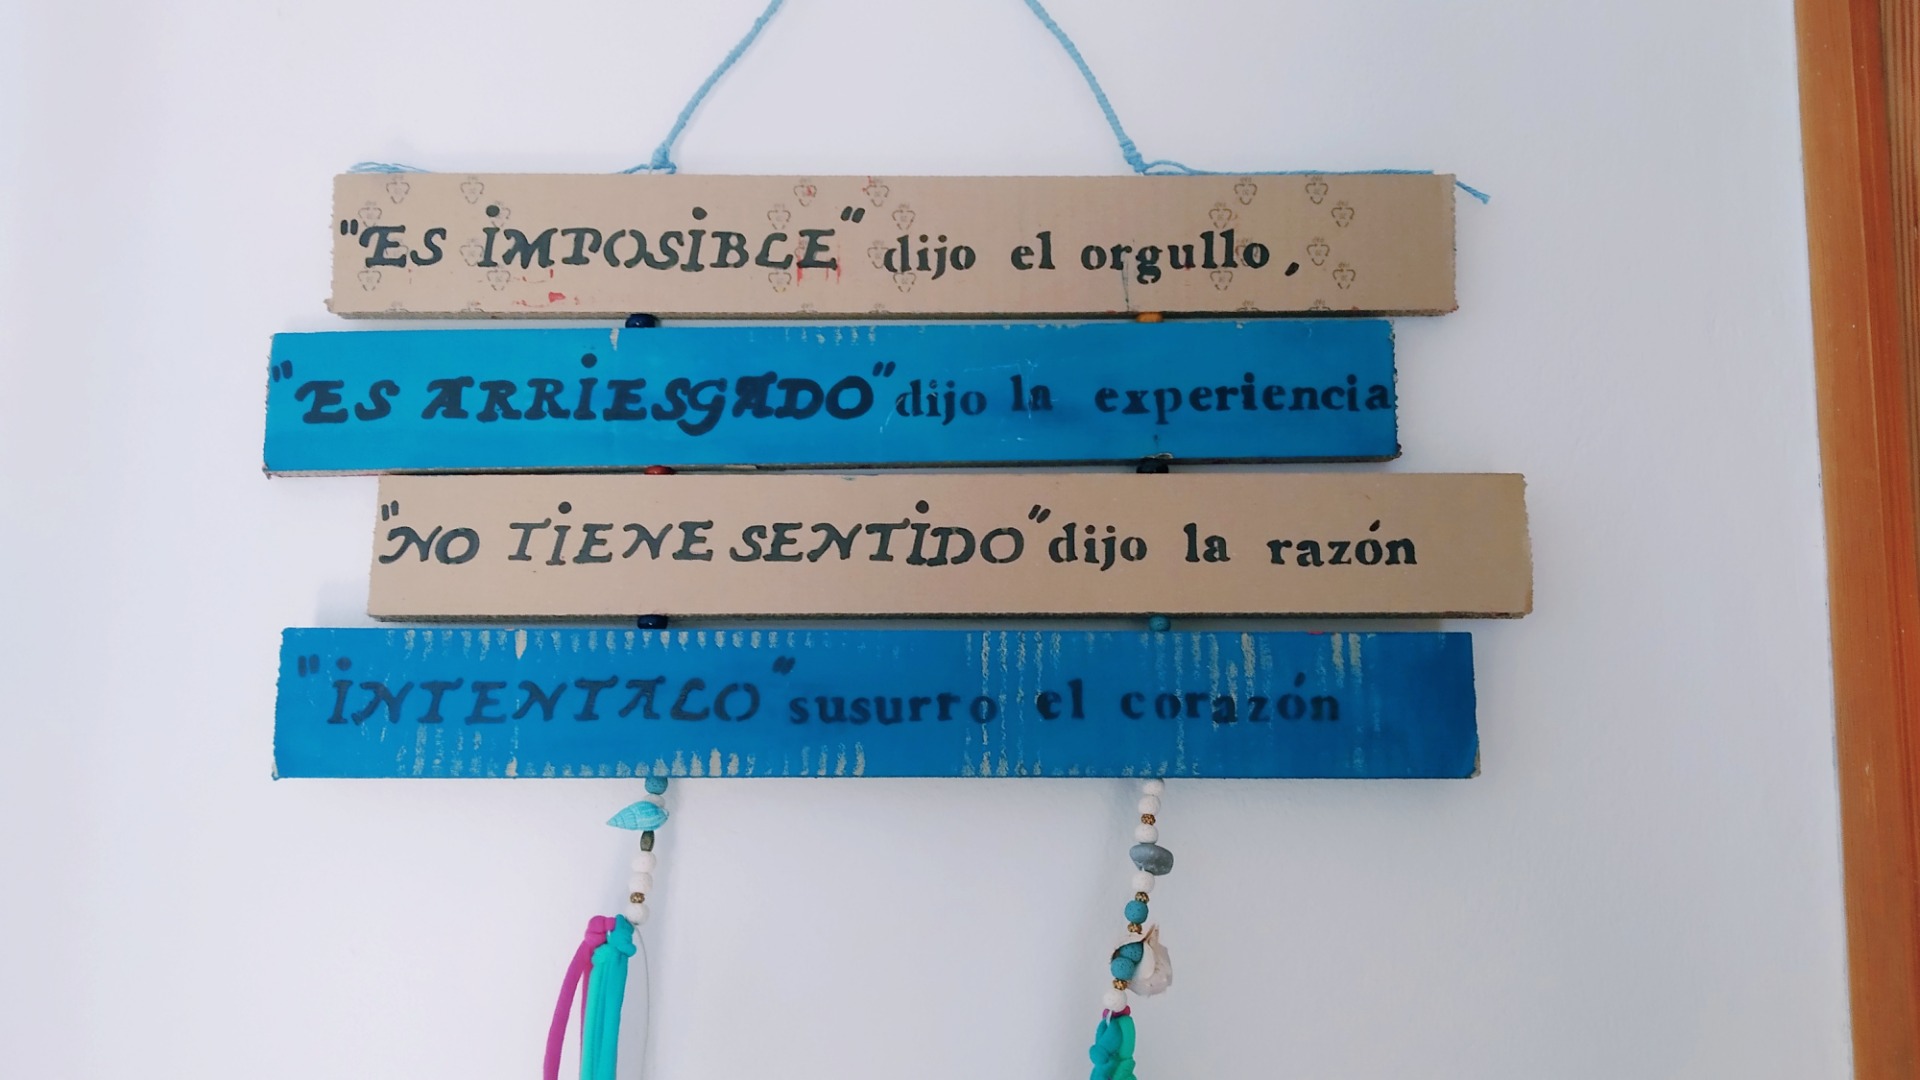 "ES IMPOSIBLE" dijo el orgullo,
"ES ARRIESGADO" dijo la experiencia
"NO TIENE SENTIDO" dijo la razón
"INTENTALO" susurro el corazón